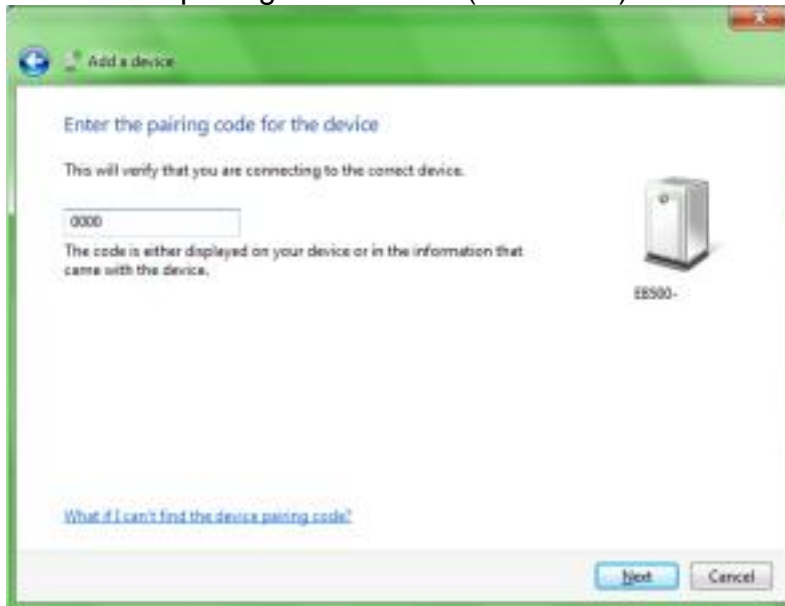 Add a device
Enter the pairing code for the device
This will verify that you are connecting to the correct device.
0000
The code is either displayed on your device or in the information that
came with the device.
EB500-
What if I can't find the device pairing code?
Next
Cancel